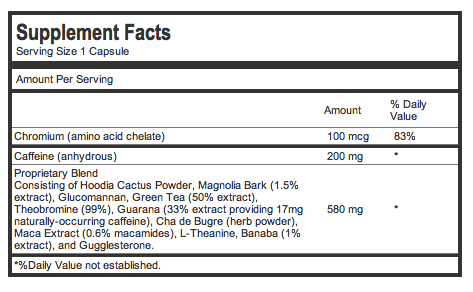 Supplement Facts
Serving Size 1 Capsule
Amount Per Serving
Amount % Daily Value
Chromium (amino acid chelate) 100 mcg 83%
Caffeine (anhydrous) 200 mg *
Proprietary Blend
Consisting of Hoodia Cactus Powder, Magnolia Bark (1.5%
extract), Glucomannan, Green Tea (50% extract),
Theobromine (99%), Guarana (33% extract providing 17mg
naturally-occurring caffeine), Cha de Bugre (herb powder), 580 mg *
Maca Extract (0.6% macamides), L-Theanine, Banaba (1%
extract), and Gugglesterone.
*%Daily Value not established.